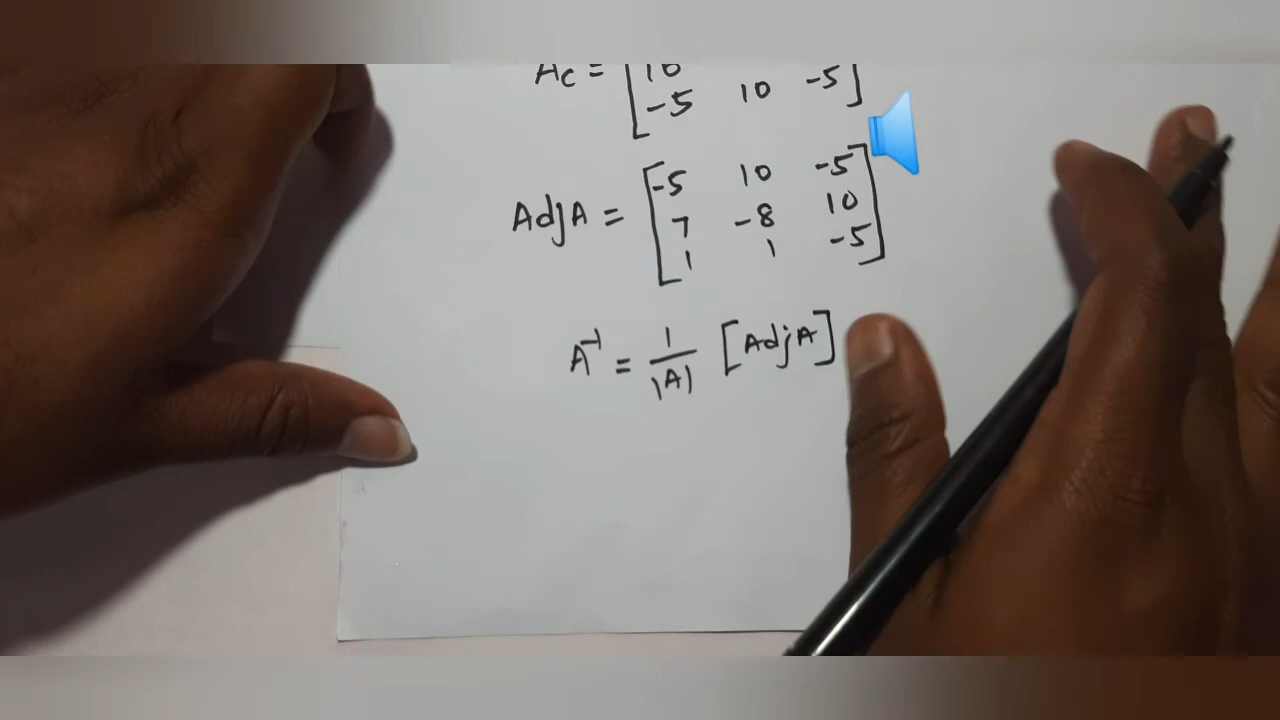 Ac = [10
-5 10 -5]
AdjA = [-5 10 -5
7 -8 10
1 1 -5]
A⁻¹ = 1/|A| [AdjA]